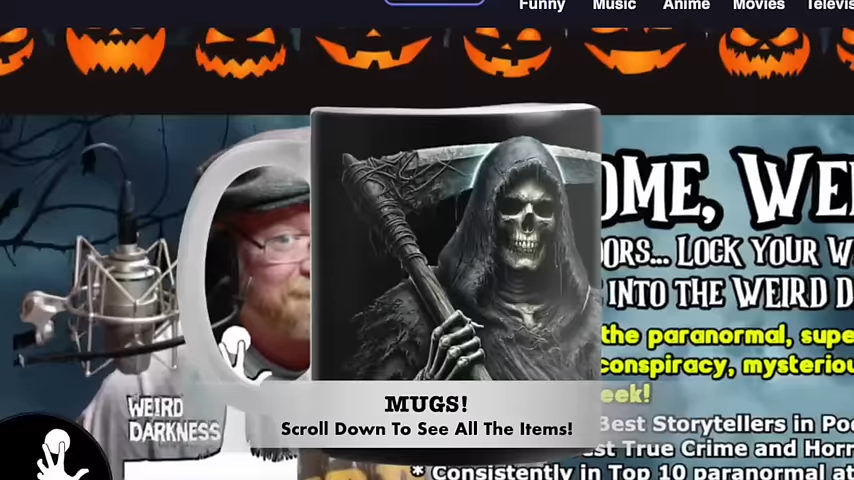 Funny Music Anime Movies Televis
OME, WE
ORS... LOCK YOUR W
INTO THE WEIRD D
the paranormal, supe
conspiracy, mysteriou
eek!
WEIRD
DARKNESS
MUGS!
Scroll Down To See All The Items!
Best Storytellers in Po
st True Crime and Horr
* Consistently in Top 10 paranormal at